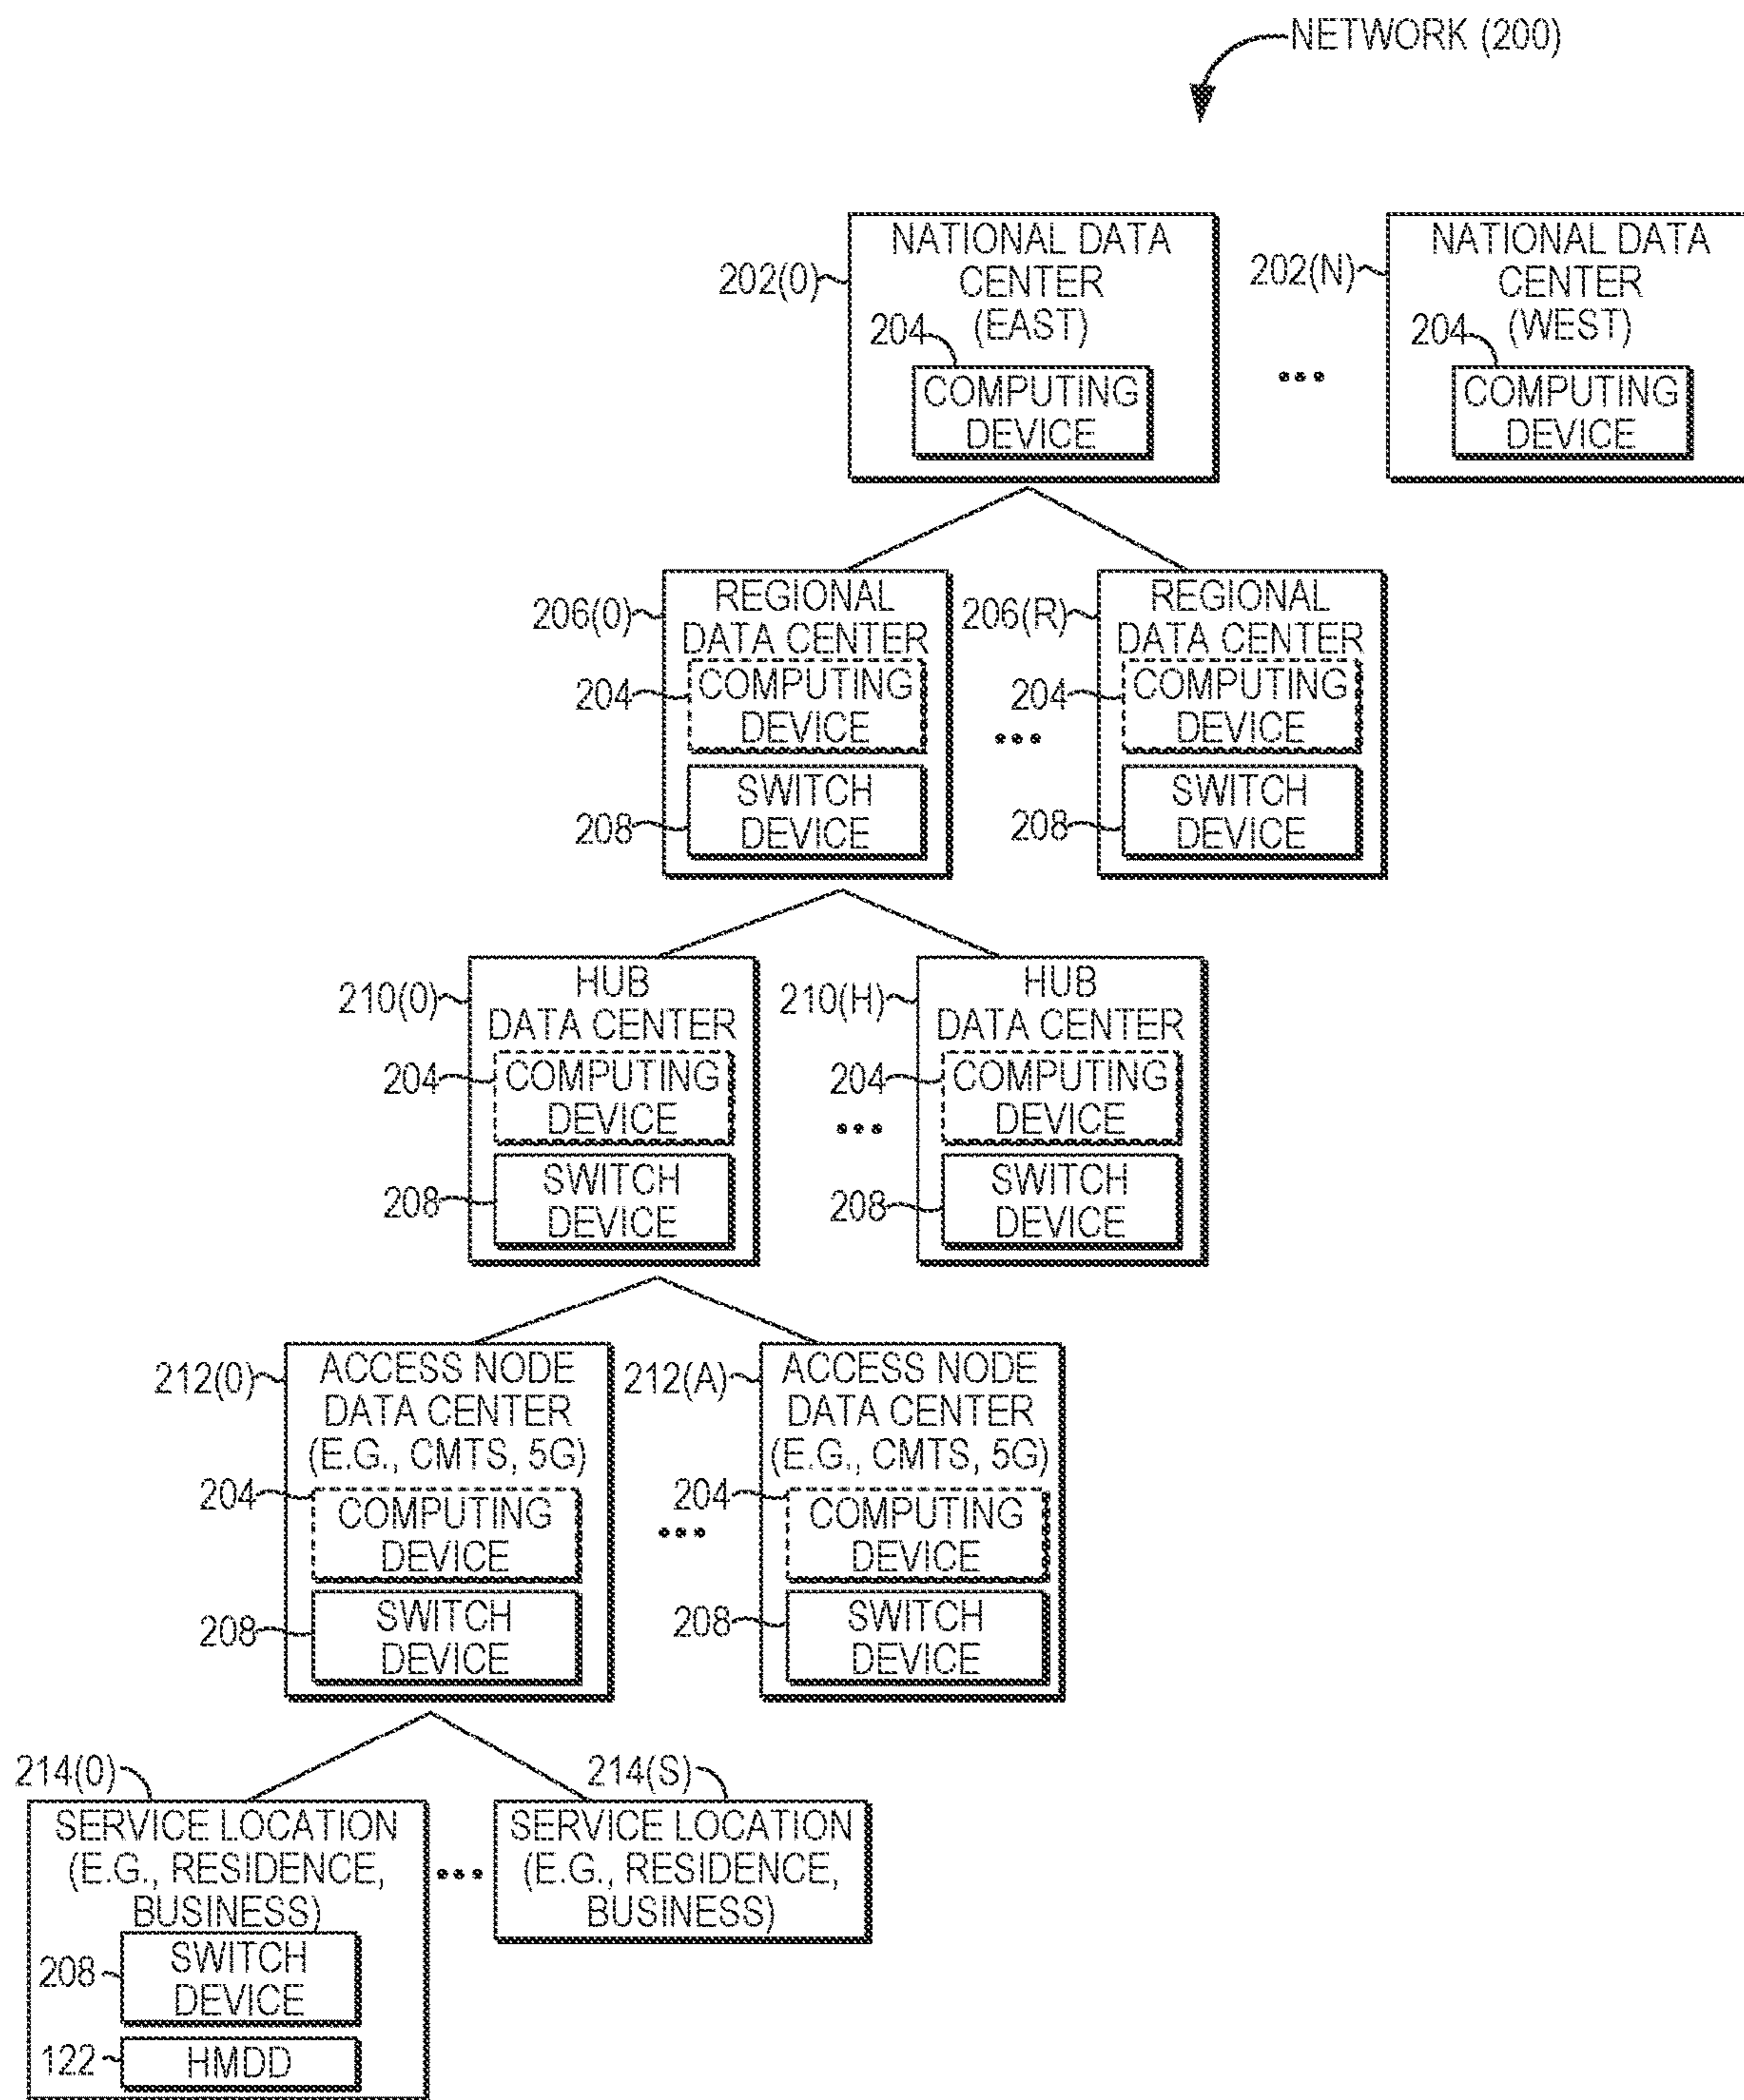 NETWORK (200)
202(0)
NATIONAL DATA
CENTER
(EAST)
204
COMPUTING
DEVICE
...
202(N)
NATIONAL DATA
CENTER
(WEST)
204
COMPUTING
DEVICE
206(0)
REGIONAL
DATA CENTER
204
COMPUTING
DEVICE
208
SWITCH
DEVICE
...
206(R)
REGIONAL
DATA CENTER
204
COMPUTING
DEVICE
208
SWITCH
DEVICE
210(0)
HUB
DATA CENTER
204
COMPUTING
DEVICE
208
SWITCH
DEVICE
...
210(H)
HUB
DATA CENTER
204
COMPUTING
DEVICE
208
SWITCH
DEVICE
212(0)
ACCESS NODE
DATA CENTER
(E.G., CMTS, 5G)
204
COMPUTING
DEVICE
208
SWITCH
DEVICE
...
212(A)
ACCESS NODE
DATA CENTER
(E.G., CMTS, 5G)
204
COMPUTING
DEVICE
208
SWITCH
DEVICE
214(0)
SERVICE LOCATION
(E.G., RESIDENCE,
BUSINESS)
208
SWITCH
DEVICE
122
HMDD
...
214(S)
SERVICE LOCATION
(E.G., RESIDENCE,
BUSINESS)